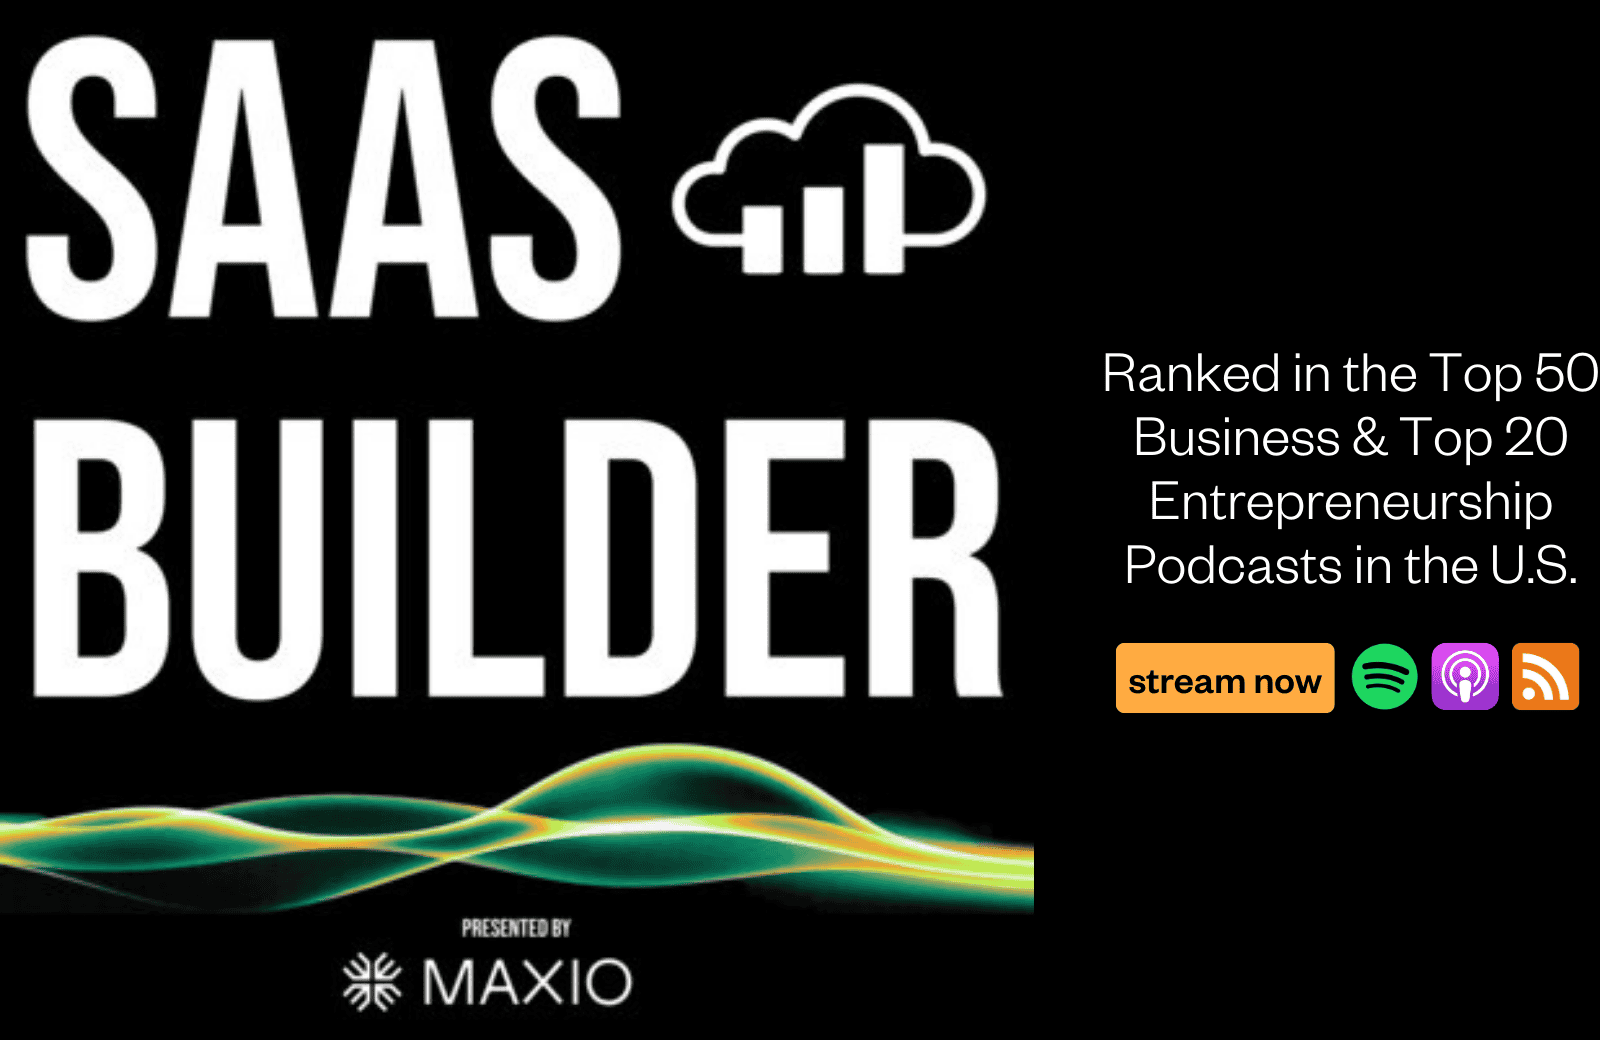 SAAS
BUILDER
PRESENTED BY
MAXIO
Ranked in the Top 50
Business & Top 20
Entrepreneurship
Podcasts in the U.S.
stream now